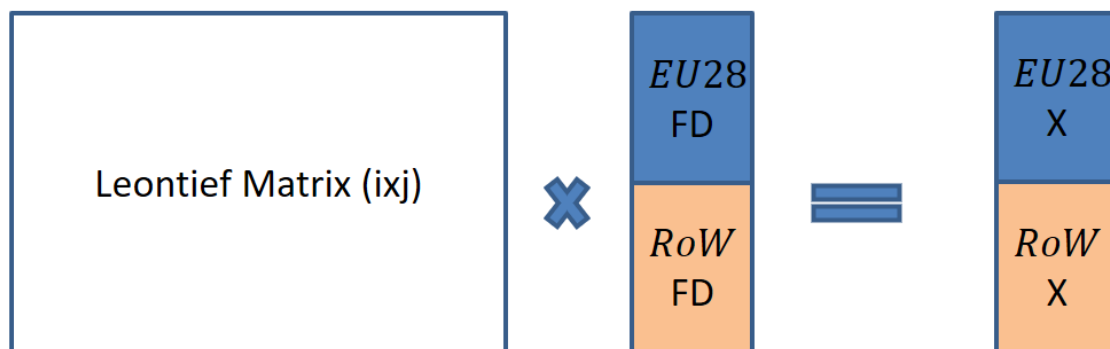 Leontief Matrix (ixj)
EU28
FD
RoW
FD
EU28
X
RoW
X